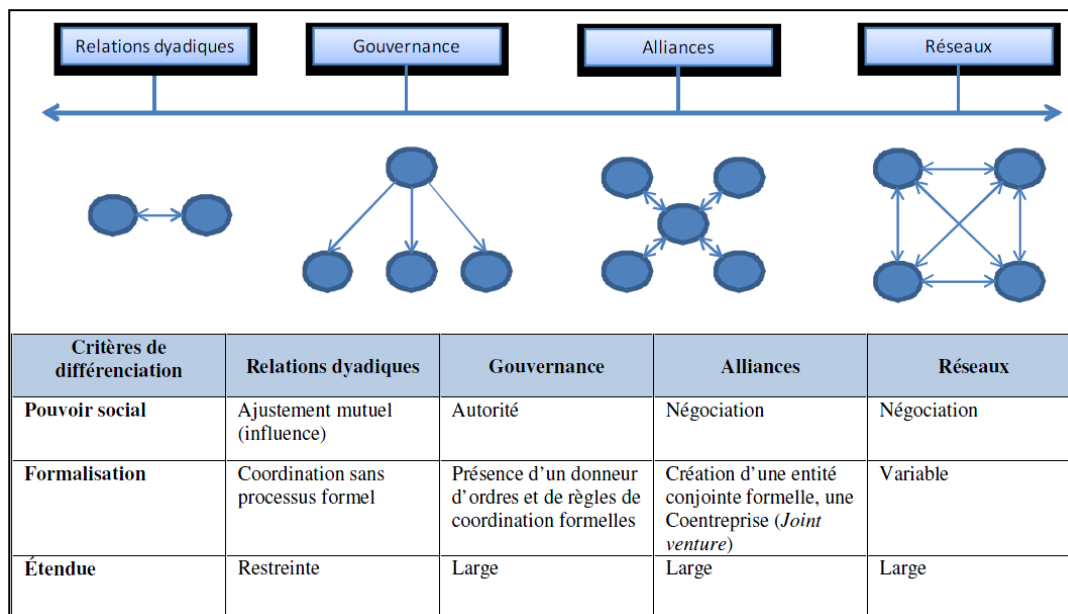 Relations dyadiques
Gouvernance
Alliances
Réseaux
Critères de
différenciation
Relations dyadiques
Gouvernance
Alliances
Réseaux
Pouvoir social
Ajustement mutuel
(influence)
Autorité
Négociation
Négociation
Formalisation
Coordination sans
processus formel
Présence d’un donneur
d’ordres et de règles de
coordination formelles
Création d’une entité
conjointe formelle, une
Coentreprise (Joint
venture)
Variable
Étendue
Restreinte
Large
Large
Large